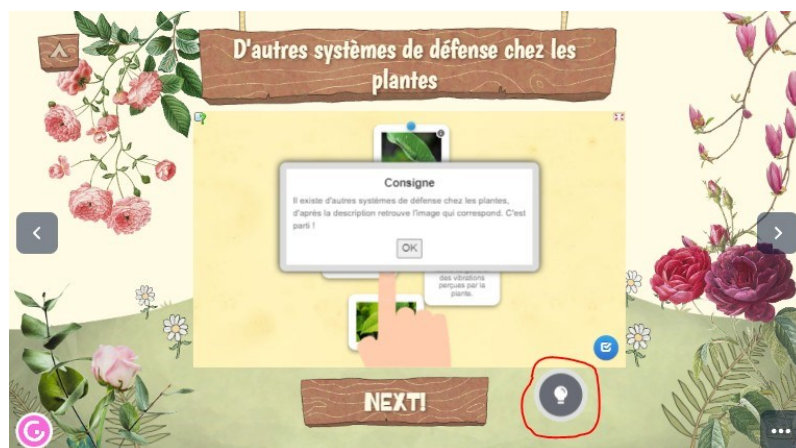 D'autres systèmes de défense chez les
plantes
Consigne
Il existe d'autres systèmes de défense chez les plantes,
d'après la description retrouve l'image qui correspond. C'est
parti !
OK
des vibrations
perçues par la
plante.
NEXT!